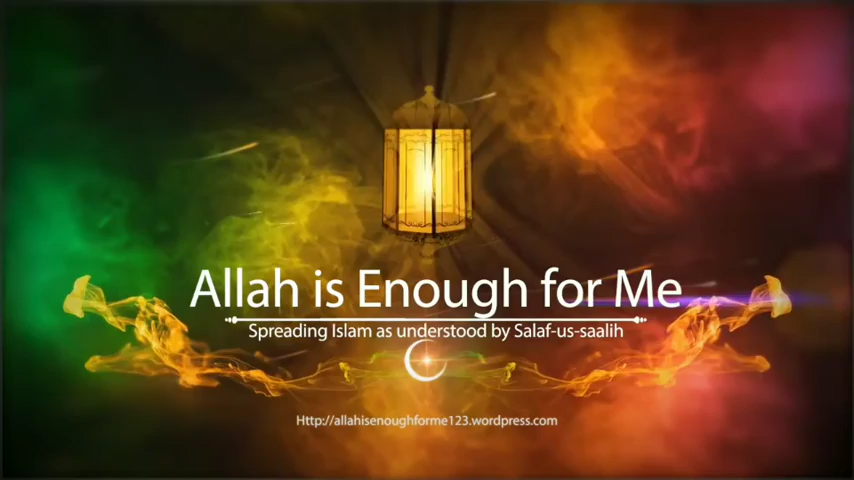 Allah is Enough for Me
Spreading Islam as understood by Salaf-us-saalih
Http://allahisenoughforme123.wordpress.com